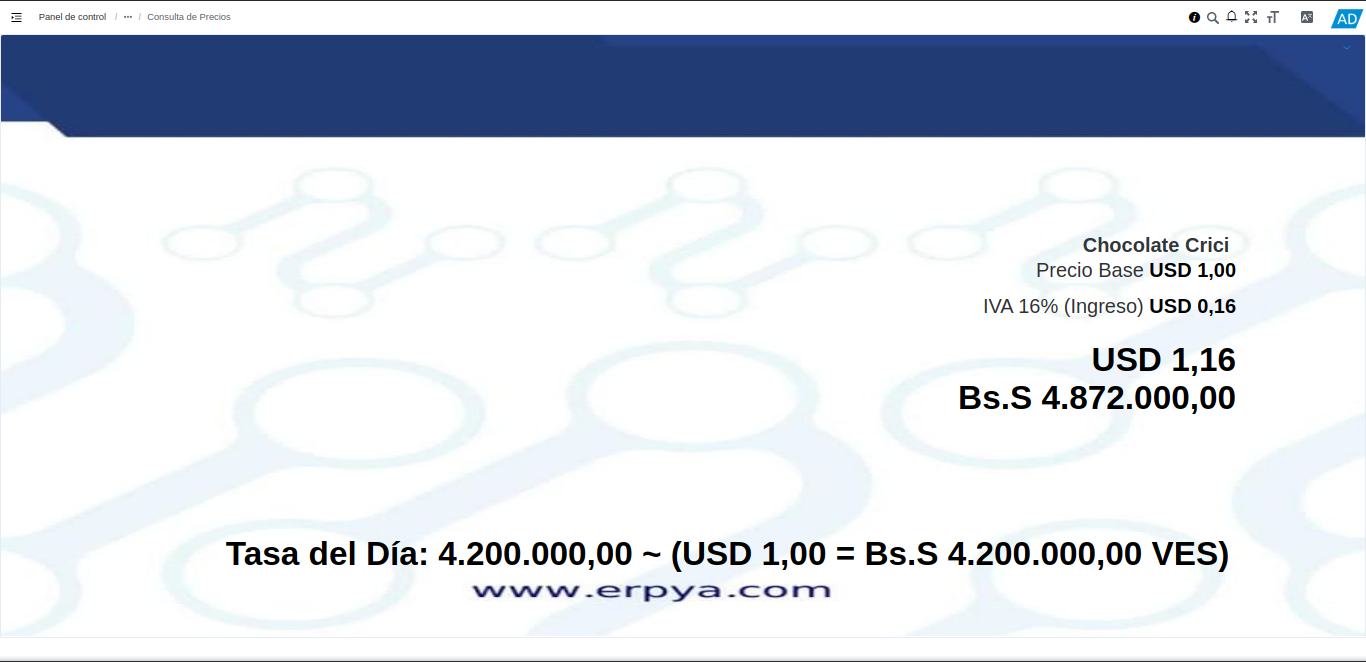 Panel de control / ··· / Consulta de Precios
AD
Chocolate Crici
Precio Base USD 1,00
IVA 16% (Ingreso) USD 0,16
USD 1,16
Bs.S 4.872.000,00
Tasa del Día: 4.200.000,00 ~ (USD 1,00 = Bs.S 4.200.000,00 VES)
www.erpya.com